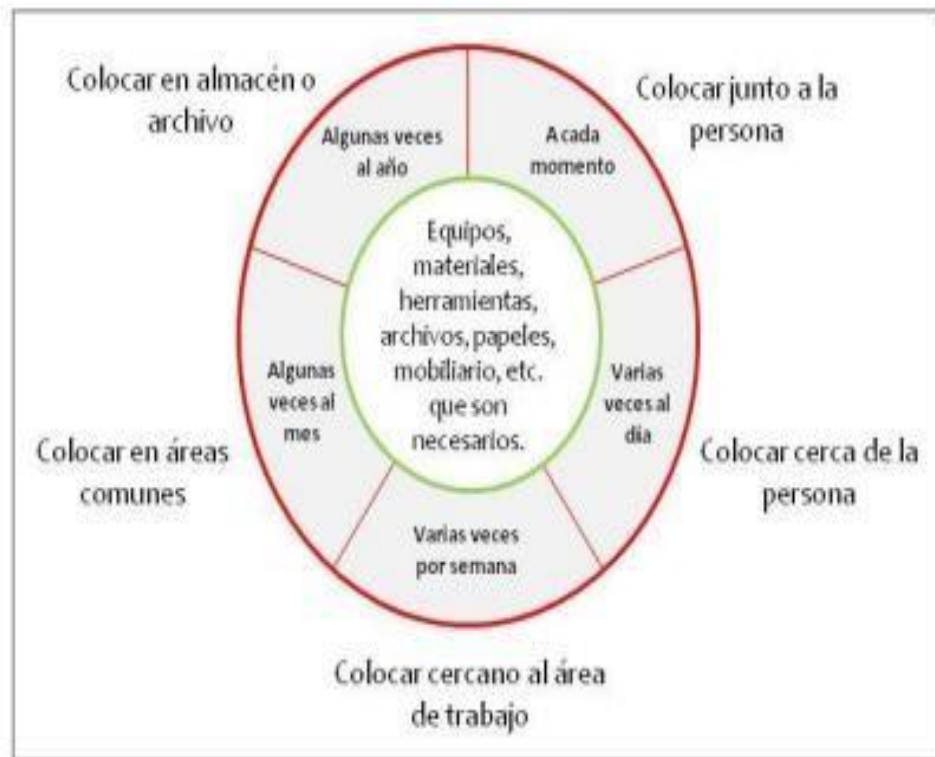 Colocar en almacén o
archivo
Algunas veces
al año
A cada
momento
Colocar junto a la
persona
Equipos,
materiales,
herramientas,
archivos, papeles,
mobiliario, etc.
que son
necesarios.
Algunas
veces al
mes
Varias
veces al
día
Colocar en áreas
comunes
Colocar cerca de la
persona
Varias veces
por semana
Colocar cercano al área
de trabajo